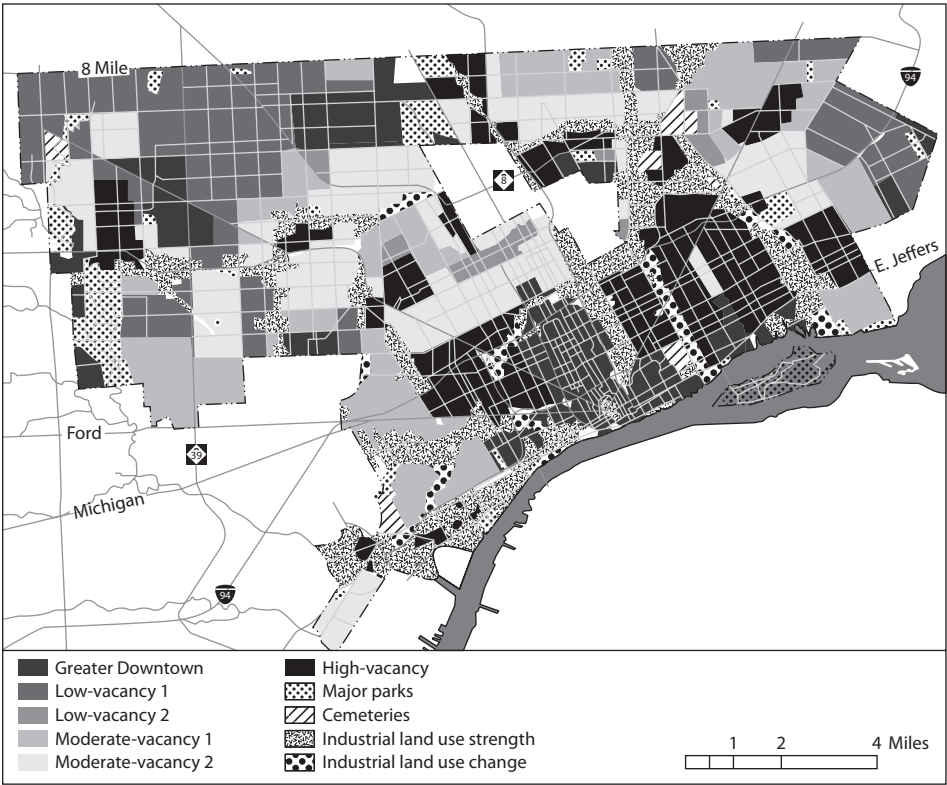 8 Mile
94
8
E. Jeffers
Ford
39
Michigan
94
Greater Downtown
Low-vacancy 1
Low-vacancy 2
Moderate-vacancy 1
Moderate-vacancy 2
High-vacancy
Major parks
Cemeteries
Industrial land use strength
Industrial land use change
1 2 4 Miles